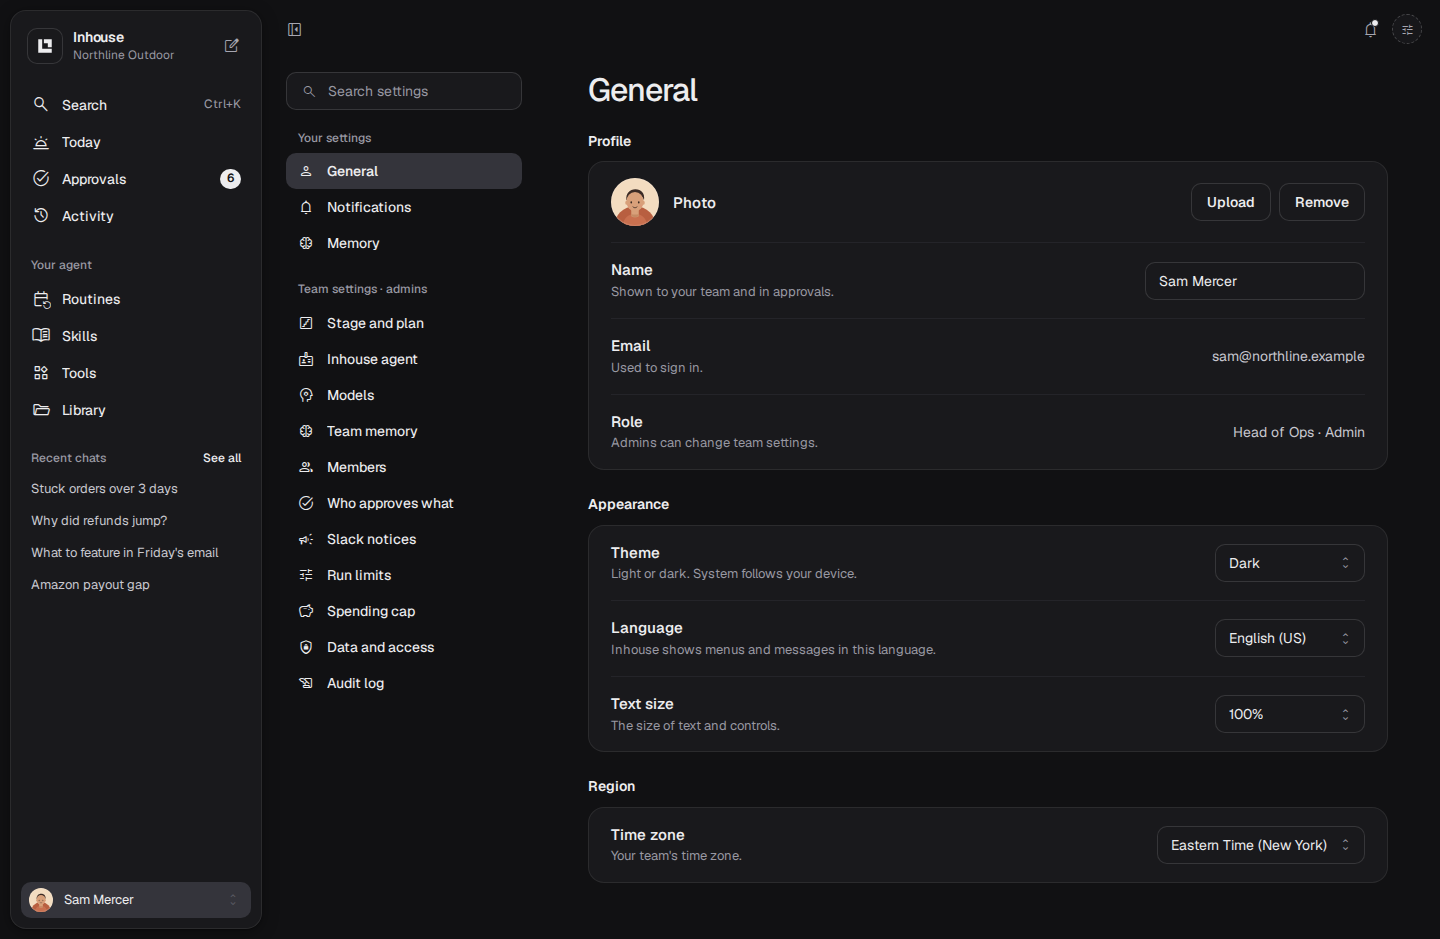 Inhouse
Northline Outdoor
Search Ctrl+K
Today
Approvals 6
Activity
Your agent
Routines
Skills
Tools
Library
Recent chats See all
Stuck orders over 3 days
Why did refunds jump?
What to feature in Friday's email
Amazon payout gap
Sam Mercer
Search settings
Your settings
General
Notifications
Memory
Team settings · admins
Stage and plan
Inhouse agent
Models
Team memory
Members
Who approves what
Slack notices
Run limits
Spending cap
Data and access
Audit log
General
Profile
Photo
Upload
Remove
Name
Shown to your team and in approvals.
Sam Mercer
Email
Used to sign in.
sam@northline.example
Role
Admins can change team settings.
Head of Ops · Admin
Appearance
Theme
Light or dark. System follows your device.
Dark
Language
Inhouse shows menus and messages in this language.
English (US)
Text size
The size of text and controls.
100%
Region
Time zone
Your team's time zone.
Eastern Time (New York)